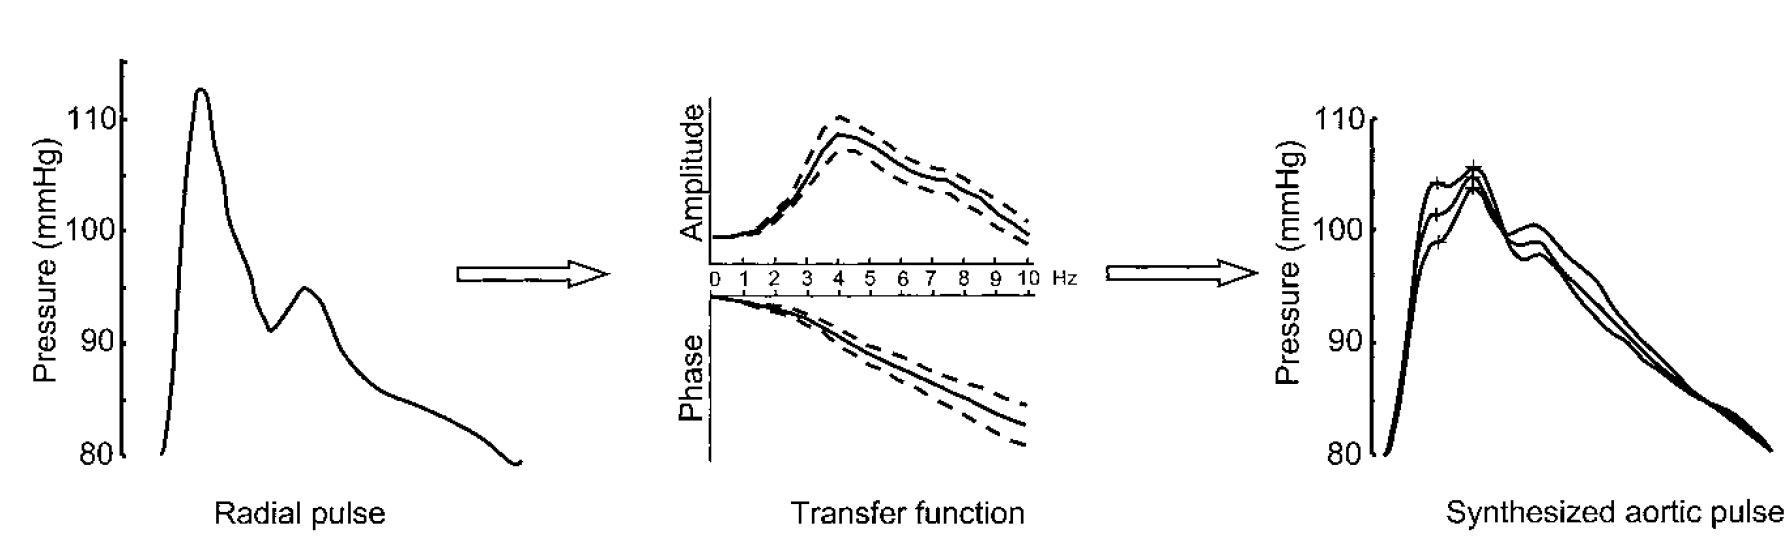 Pressure (mmHg)
110
100
90
80
Radial pulse
Amplitude
0 1 2 3 4 5 6 7 8 9 10 Hz
Phase
Transfer function
Pressure (mmHg)
110
100
90
80
Synthesized aortic pulse